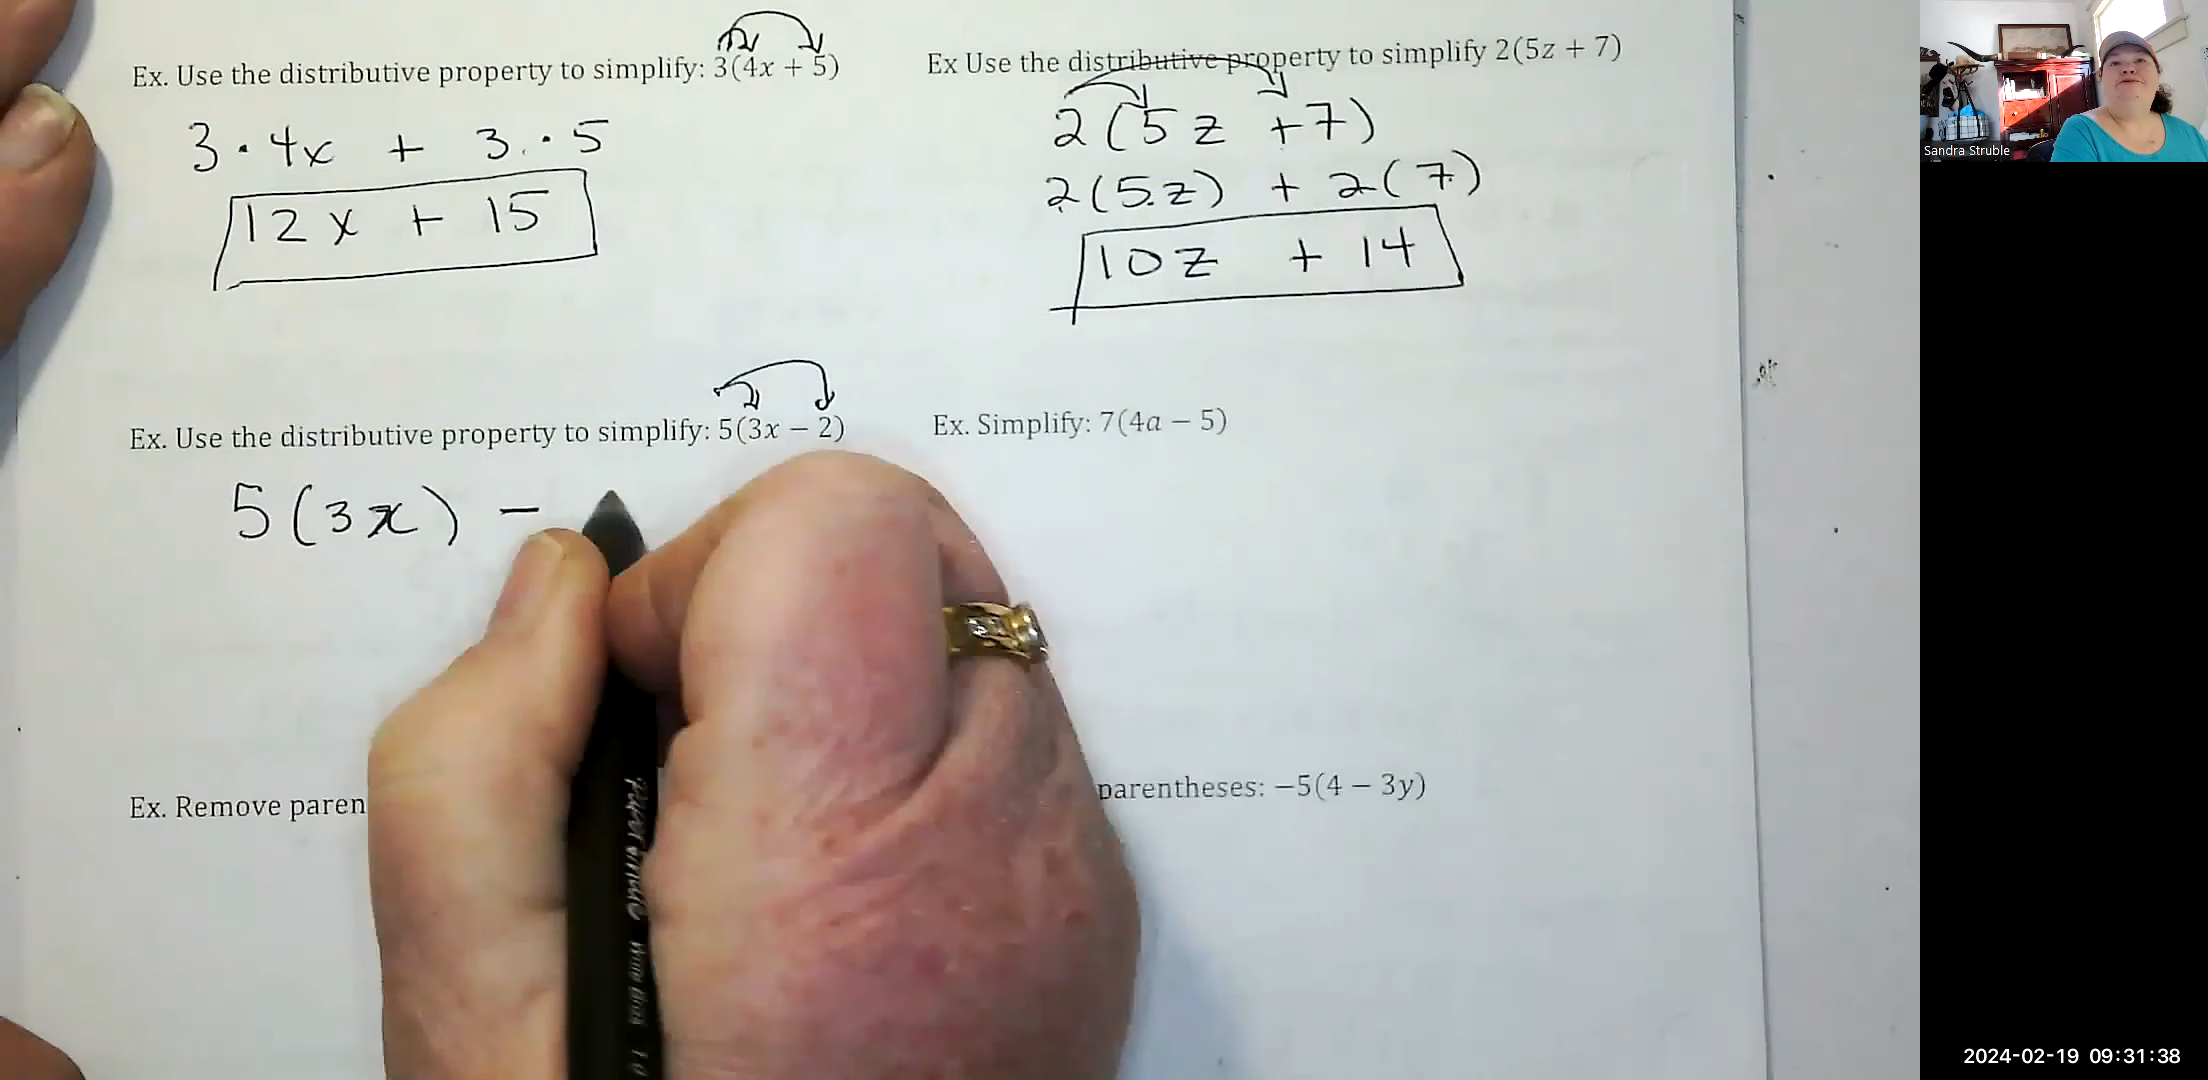 Ex. Use the distributive property to simplify: 3(4x + 5)
3 · 4x + 3 · 5
12x + 15
Ex Use the distributive property to simplify 2(5z + 7)
2(5z + 7)
2(5z) + 2(7)
10z + 14
Ex. Use the distributive property to simplify: 5(3x − 2)
5(3x) −
Ex. Simplify: 7(4a − 5)
Ex. Remove paren
parentheses: −5(4 − 3y)
Sandra Struble
2024-02-19 09:31:38